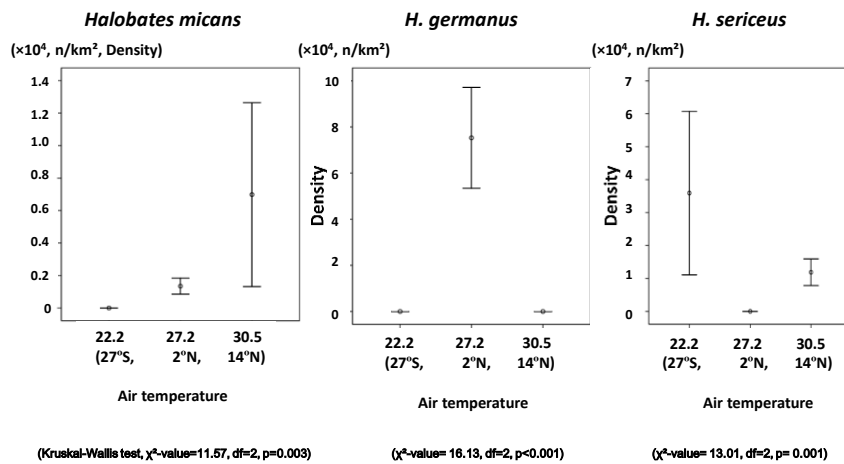 Halobates micans
H. germanus
H. sericeus
(×10⁴, n/km², Density)
(×10⁴, n/km²)
(×10⁴, n/km²)
1.4
1.2
1.0
0.8
0.6
0.4
0.2
0
22.2
27.2
30.5
(27°S,
2°N,
14°N)
Air temperature
Density
10
8
6
4
2
0
22.2
27.2
30.5
(27°S,
2°N,
14°N)
Air temperature
Density
7
6
5
4
3
2
1
0
22.2
27.2
30.5
(27°S,
2°N,
14°N)
Air temperature
(Kruskal-Wallis test, χ²-value=11.57, df=2, p=0.003)
(χ²-value= 16.13, df=2, p<0.001)
(χ²-value= 13.01, df=2, p= 0.001)